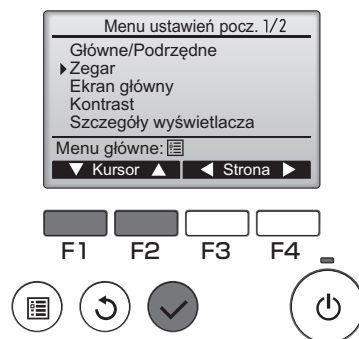 Menu ustawień pocz. 1/2
Główne/Podrzędne
Zegar
Ekran główny
Kontrast
Szczegóły wyświetlacza
Menu główne:
▼ Kursor ▲ ◀ Strona ▶
F1 F2 F3 F4